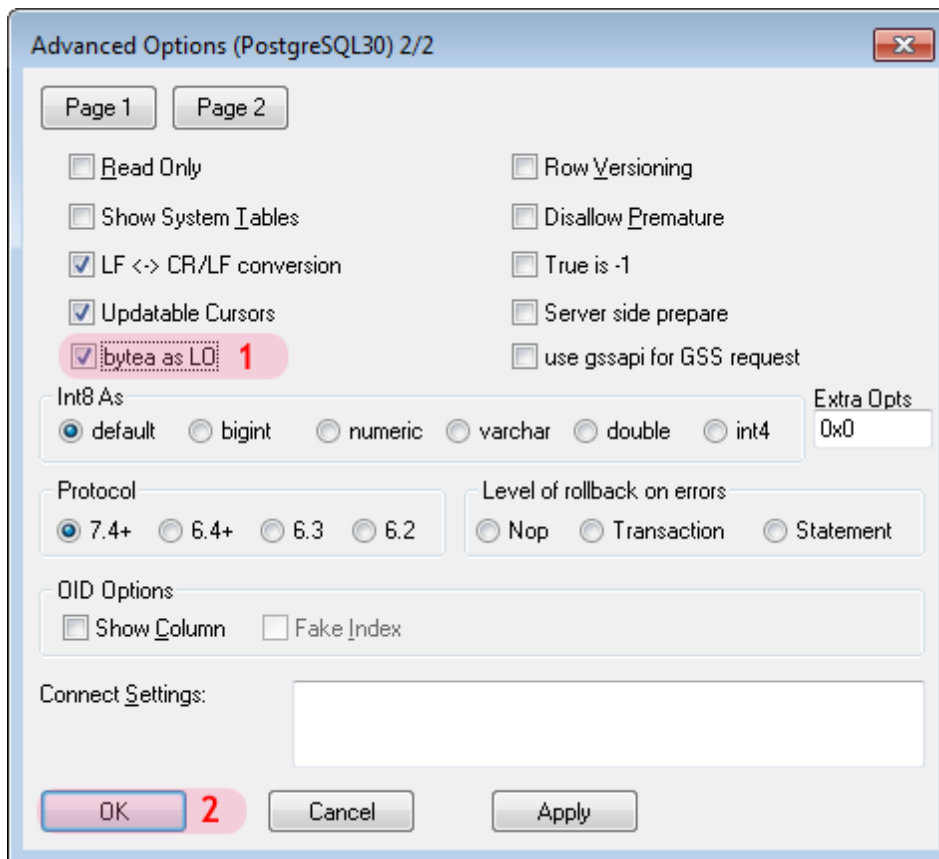 Advanced Options (PostgreSQL30) 2/2
Page 1 Page 2
Read Only Row Versioning
Show System Tables Disallow Premature
LF <-> CR/LF conversion True is -1
Updatable Cursors Server side prepare
bytea as LO 1 use gssapi for GSS request
Int8 As Extra Opts
default bigint numeric varchar double int4 0x0
Protocol Level of rollback on errors
7.4+ 6.4+ 6.3 6.2 Nop Transaction Statement
OID Options
Show Column Fake Index
Connect Settings:
OK 2 Cancel Apply